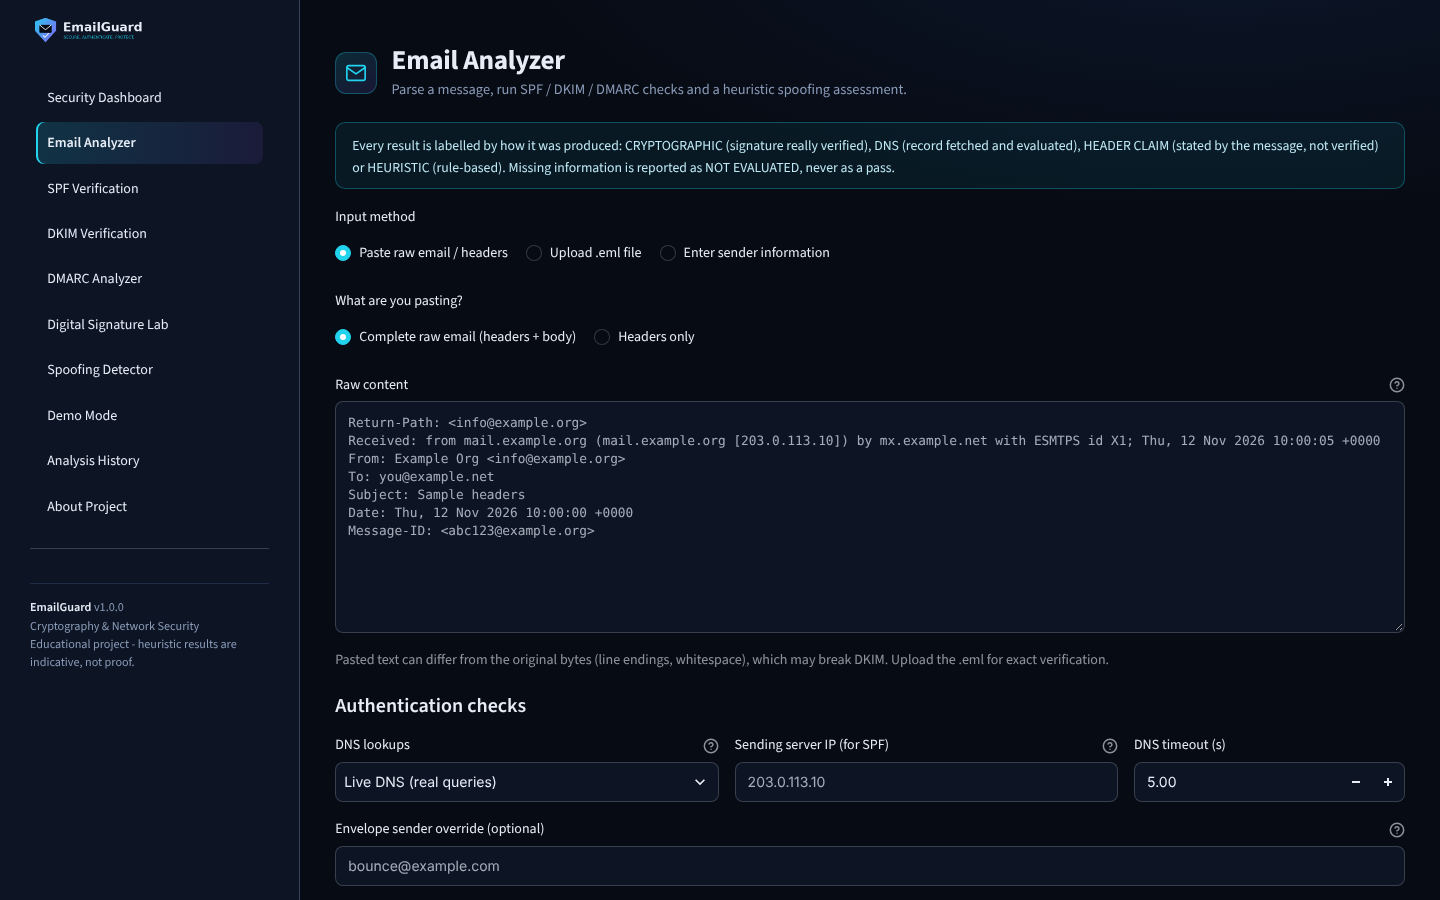 EmailGuard
SECURE. AUTHENTICATE. PROTECT.
Security Dashboard
Email Analyzer
SPF Verification
DKIM Verification
DMARC Analyzer
Digital Signature Lab
Spoofing Detector
Demo Mode
Analysis History
About Project
EmailGuard v1.0.0
Cryptography & Network Security
Educational project - heuristic results are
indicative, not proof.
Email Analyzer
Parse a message, run SPF / DKIM / DMARC checks and a heuristic spoofing assessment.
Every result is labelled by how it was produced: CRYPTOGRAPHIC (signature really verified), DNS (record fetched and evaluated), HEADER CLAIM (stated by the message, not verified)
or HEURISTIC (rule-based). Missing information is reported as NOT EVALUATED, never as a pass.
Input method
Paste raw email / headers
Upload .eml file
Enter sender information
What are you pasting?
Complete raw email (headers + body)
Headers only
Raw content
Return-Path: <info@example.org>
Received: from mail.example.org (mail.example.org [203.0.113.10]) by mx.example.net with ESMTPS id X1; Thu, 12 Nov 2026 10:00:05 +0000
From: Example Org <info@example.org>
To: you@example.net
Subject: Sample headers
Date: Thu, 12 Nov 2026 10:00:00 +0000
Message-ID: <abc123@example.org>
Pasted text can differ from the original bytes (line endings, whitespace), which may break DKIM. Upload the .eml for exact verification.
Authentication checks
DNS lookups
Sending server IP (for SPF)
DNS timeout (s)
Live DNS (real queries)
203.0.113.10
5.00
Envelope sender override (optional)
bounce@example.com